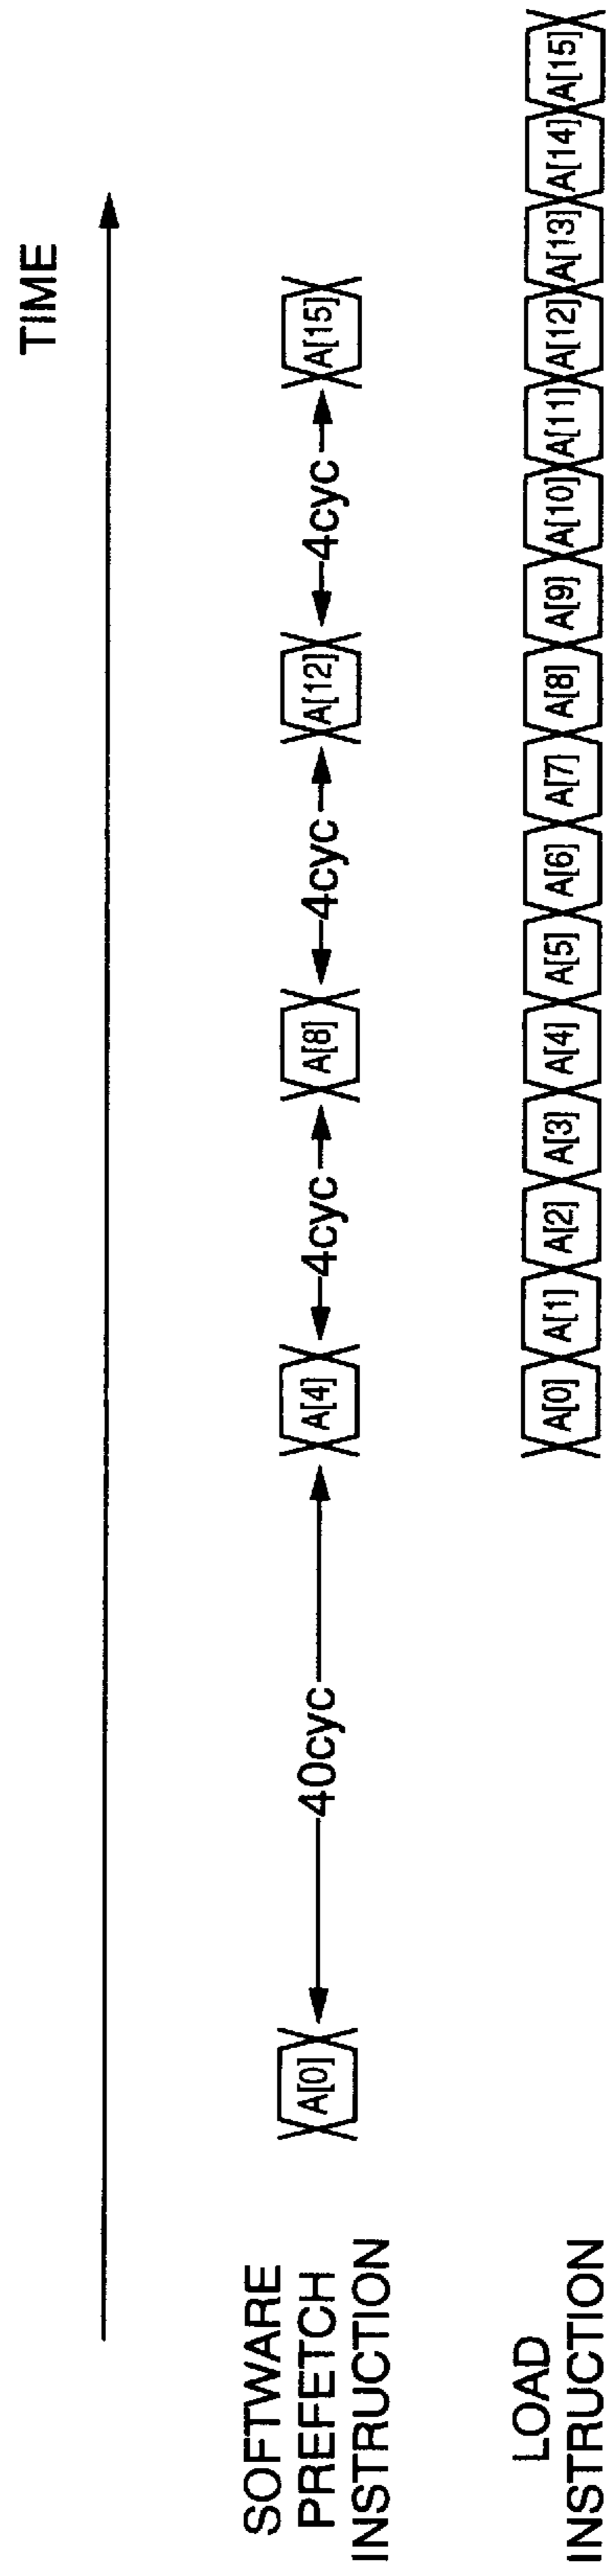 TIME
SOFTWARE
PREFETCH
INSTRUCTION
A[0] 40cyc A[4] 4cyc A[8] 4cyc A[12] 4cyc A[15]
LOAD
INSTRUCTION
A[0] A[1] A[2] A[3] A[4] A[5] A[6] A[7] A[8] A[9] A[10] A[11] A[12] A[13] A[14] A[15]